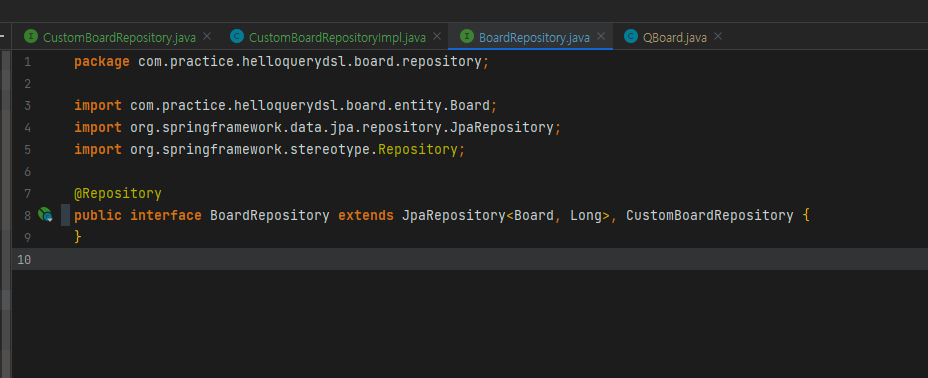 CustomBoardRepository.java CustomBoardRepositoryImpl.java BoardRepository.java QBoard.java
1 package com.practice.helloquerydsl.board.repository;
2
3 import com.practice.helloquerydsl.board.entity.Board;
4 import org.springframework.data.jpa.repository.JpaRepository;
5 import org.springframework.stereotype.Repository;
6
7 @Repository
8 public interface BoardRepository extends JpaRepository<Board, Long>, CustomBoardRepository {
9 }
10